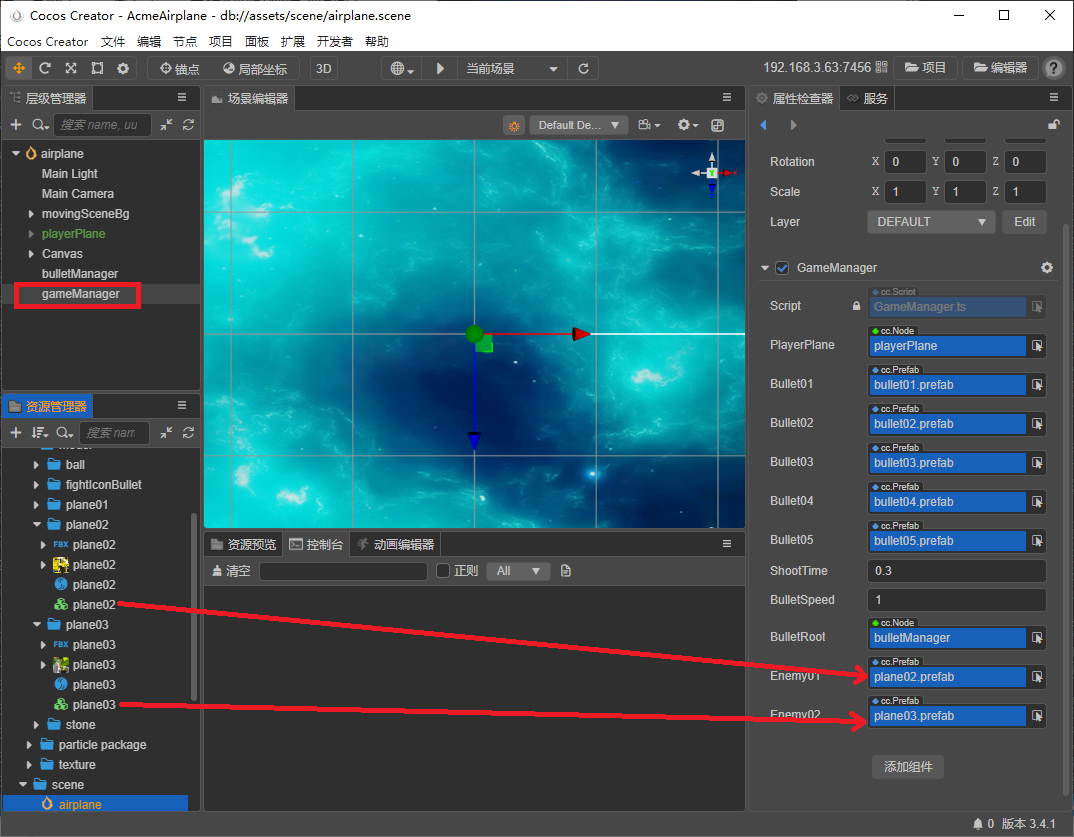 Cocos Creator - AcmeAirplane - db://assets/scene/airplane.scene
Cocos Creator 文件 编辑 节点 项目 面板 扩展 开发者 帮助
锚点 局部坐标 3D 当前场景 192.168.3.63:7456 项目 编辑器 ?
层级管理器
搜索 name, uu
airplane
Main Light
Main Camera
movingSceneBg
playerPlane
Canvas
bulletManager
gameManager
资源管理器
搜索 nam
ball
fightIconBullet
plane01
plane02
FBX plane02
plane02
plane02
plane02
plane03
FBX plane03
plane03
plane03
plane03
stone
particle package
texture
scene
airplane
场景编辑器
Default De...
Y
资源预览 控制台 动画编辑器
清空 正则 All
属性检查器 服务
Rotation X 0 Y 0 Z 0
Scale X 1 Y 1 Z 1
Layer DEFAULT Edit
GameManager
cc.Script
Script GameManager.ts
cc.Node
PlayerPlane playerPlane
cc.Prefab
Bullet01 bullet01.prefab
cc.Prefab
Bullet02 bullet02.prefab
cc.Prefab
Bullet03 bullet03.prefab
cc.Prefab
Bullet04 bullet04.prefab
cc.Prefab
Bullet05 bullet05.prefab
ShootTime 0.3
BulletSpeed 1
cc.Node
BulletRoot bulletManager
cc.Prefab
Enemy01 plane02.prefab
cc.Prefab
Enemy02 plane03.prefab
添加组件
0 版本 3.4.1